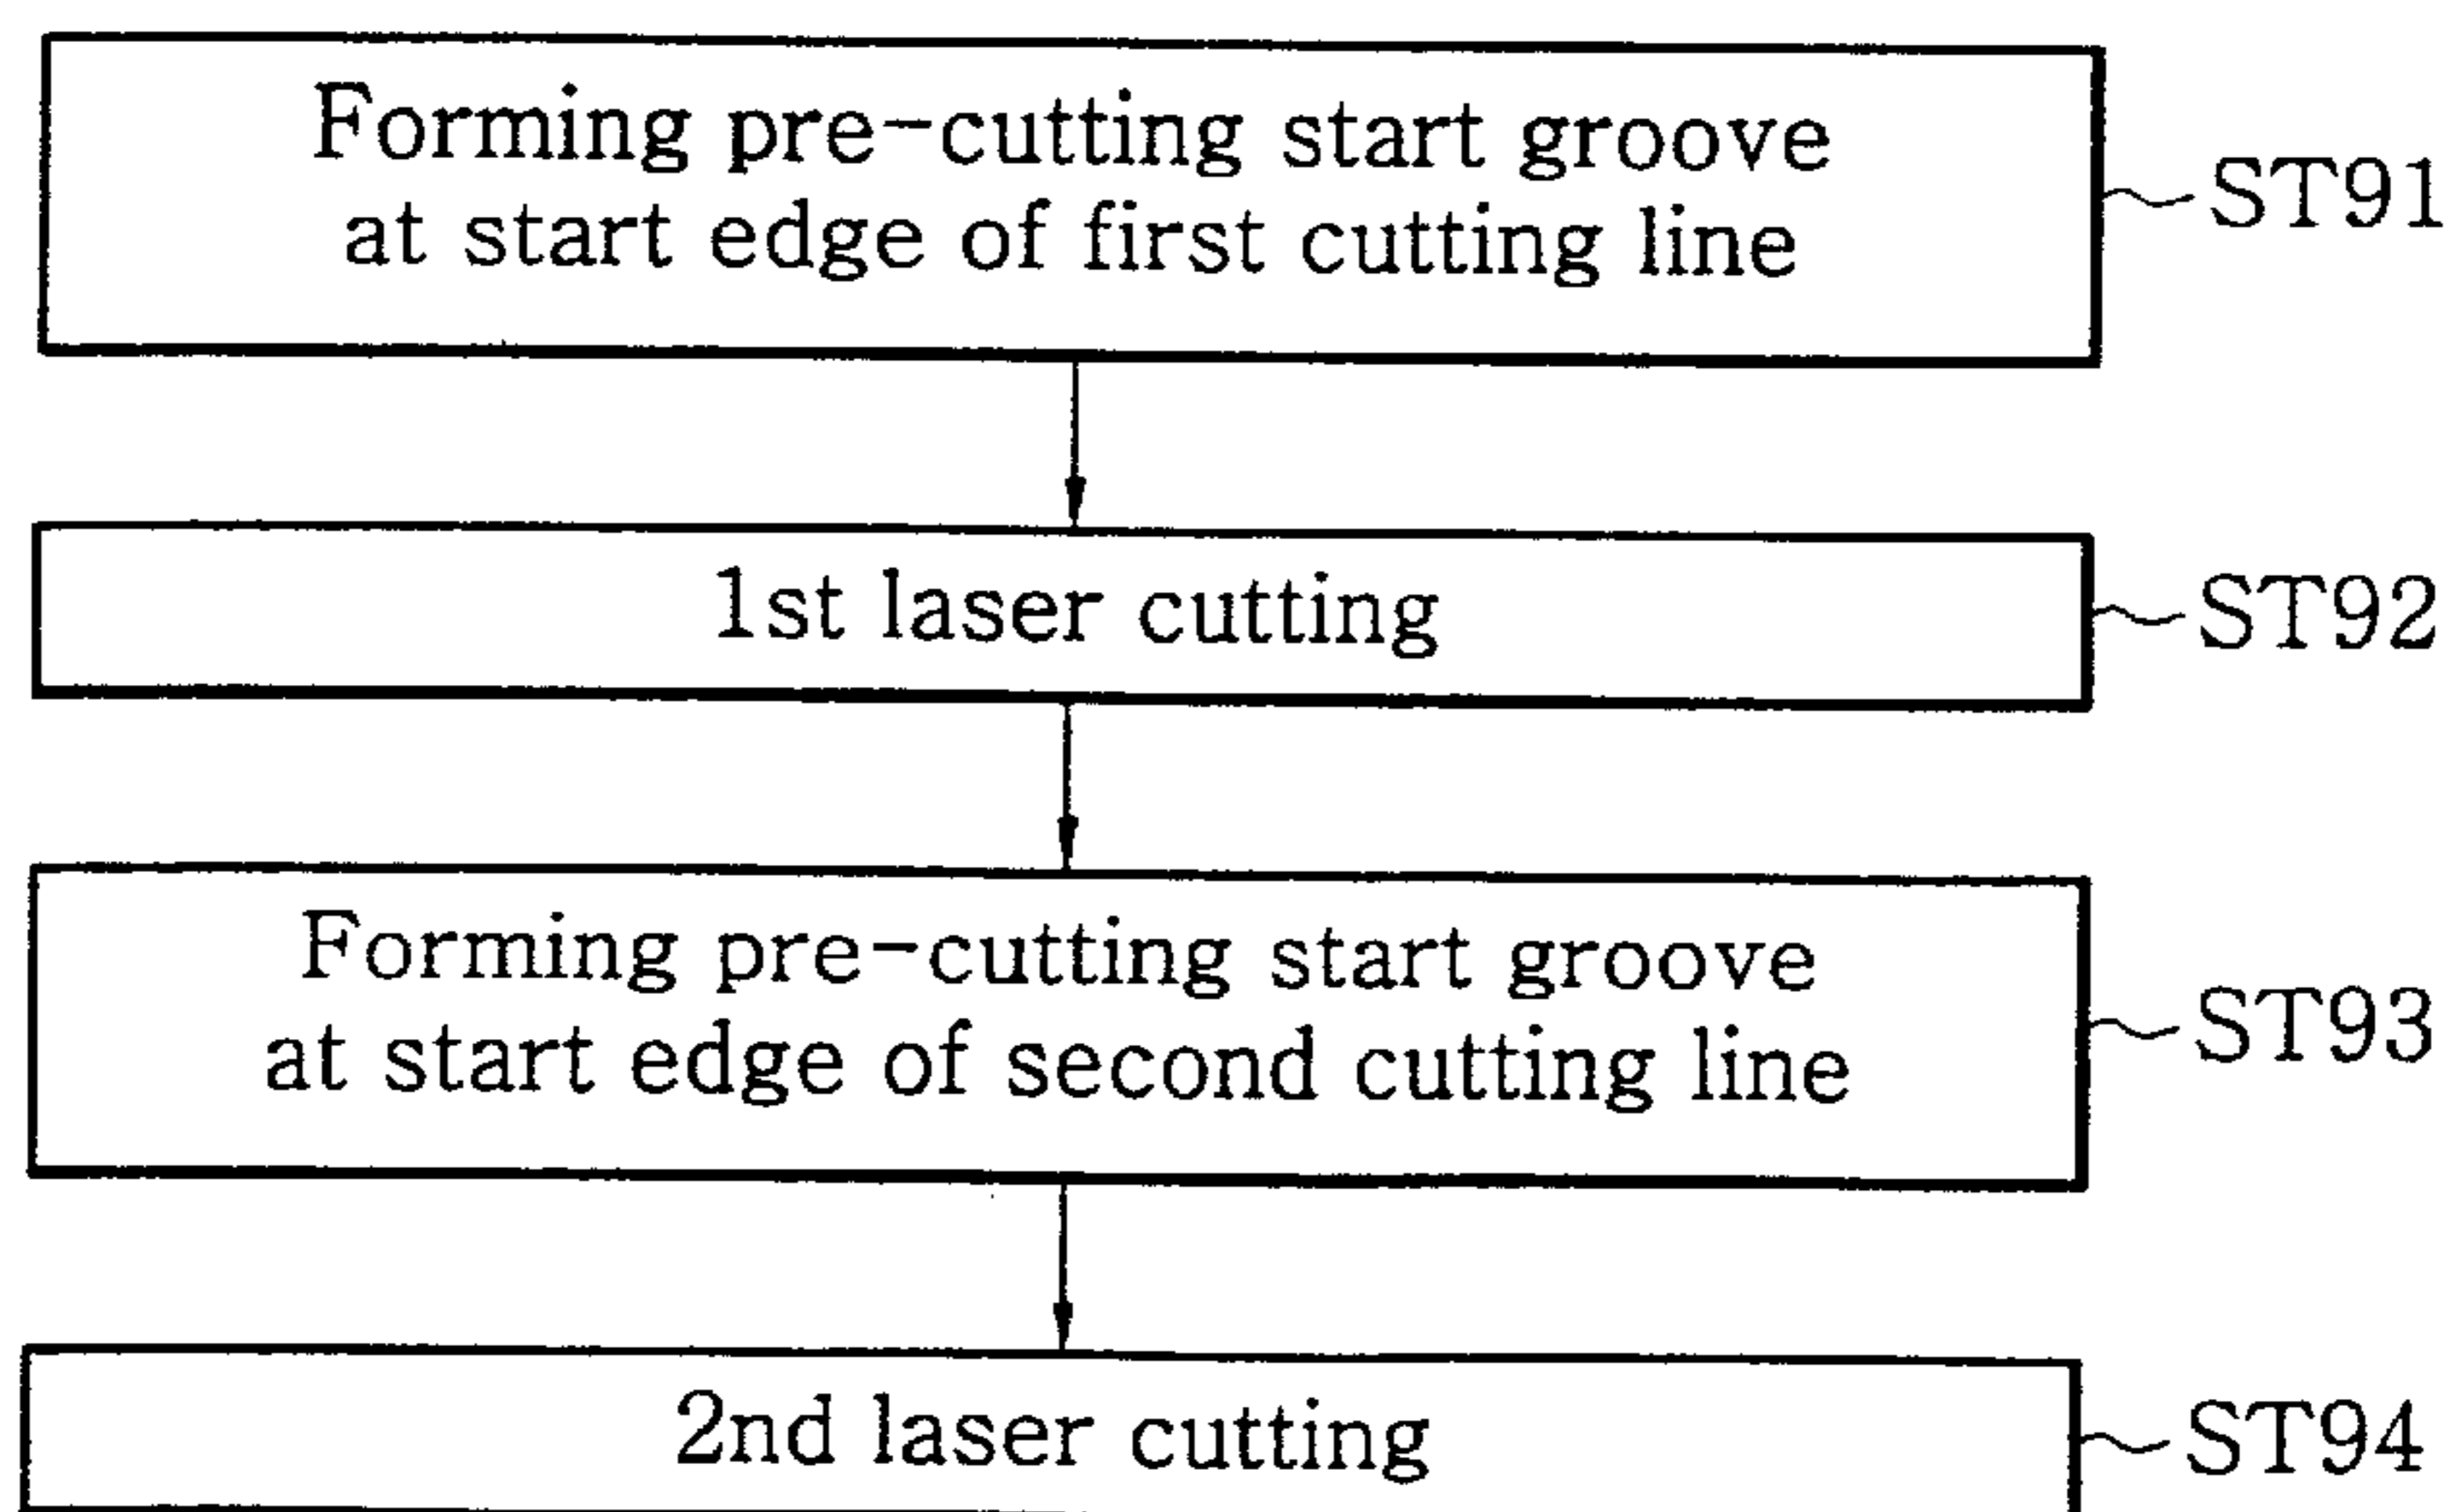 Forming pre-cutting start groove
at start edge of first cutting line
ST91
1st laser cutting
ST92
Forming pre-cutting start groove
at start edge of second cutting line
ST93
2nd laser cutting
ST94